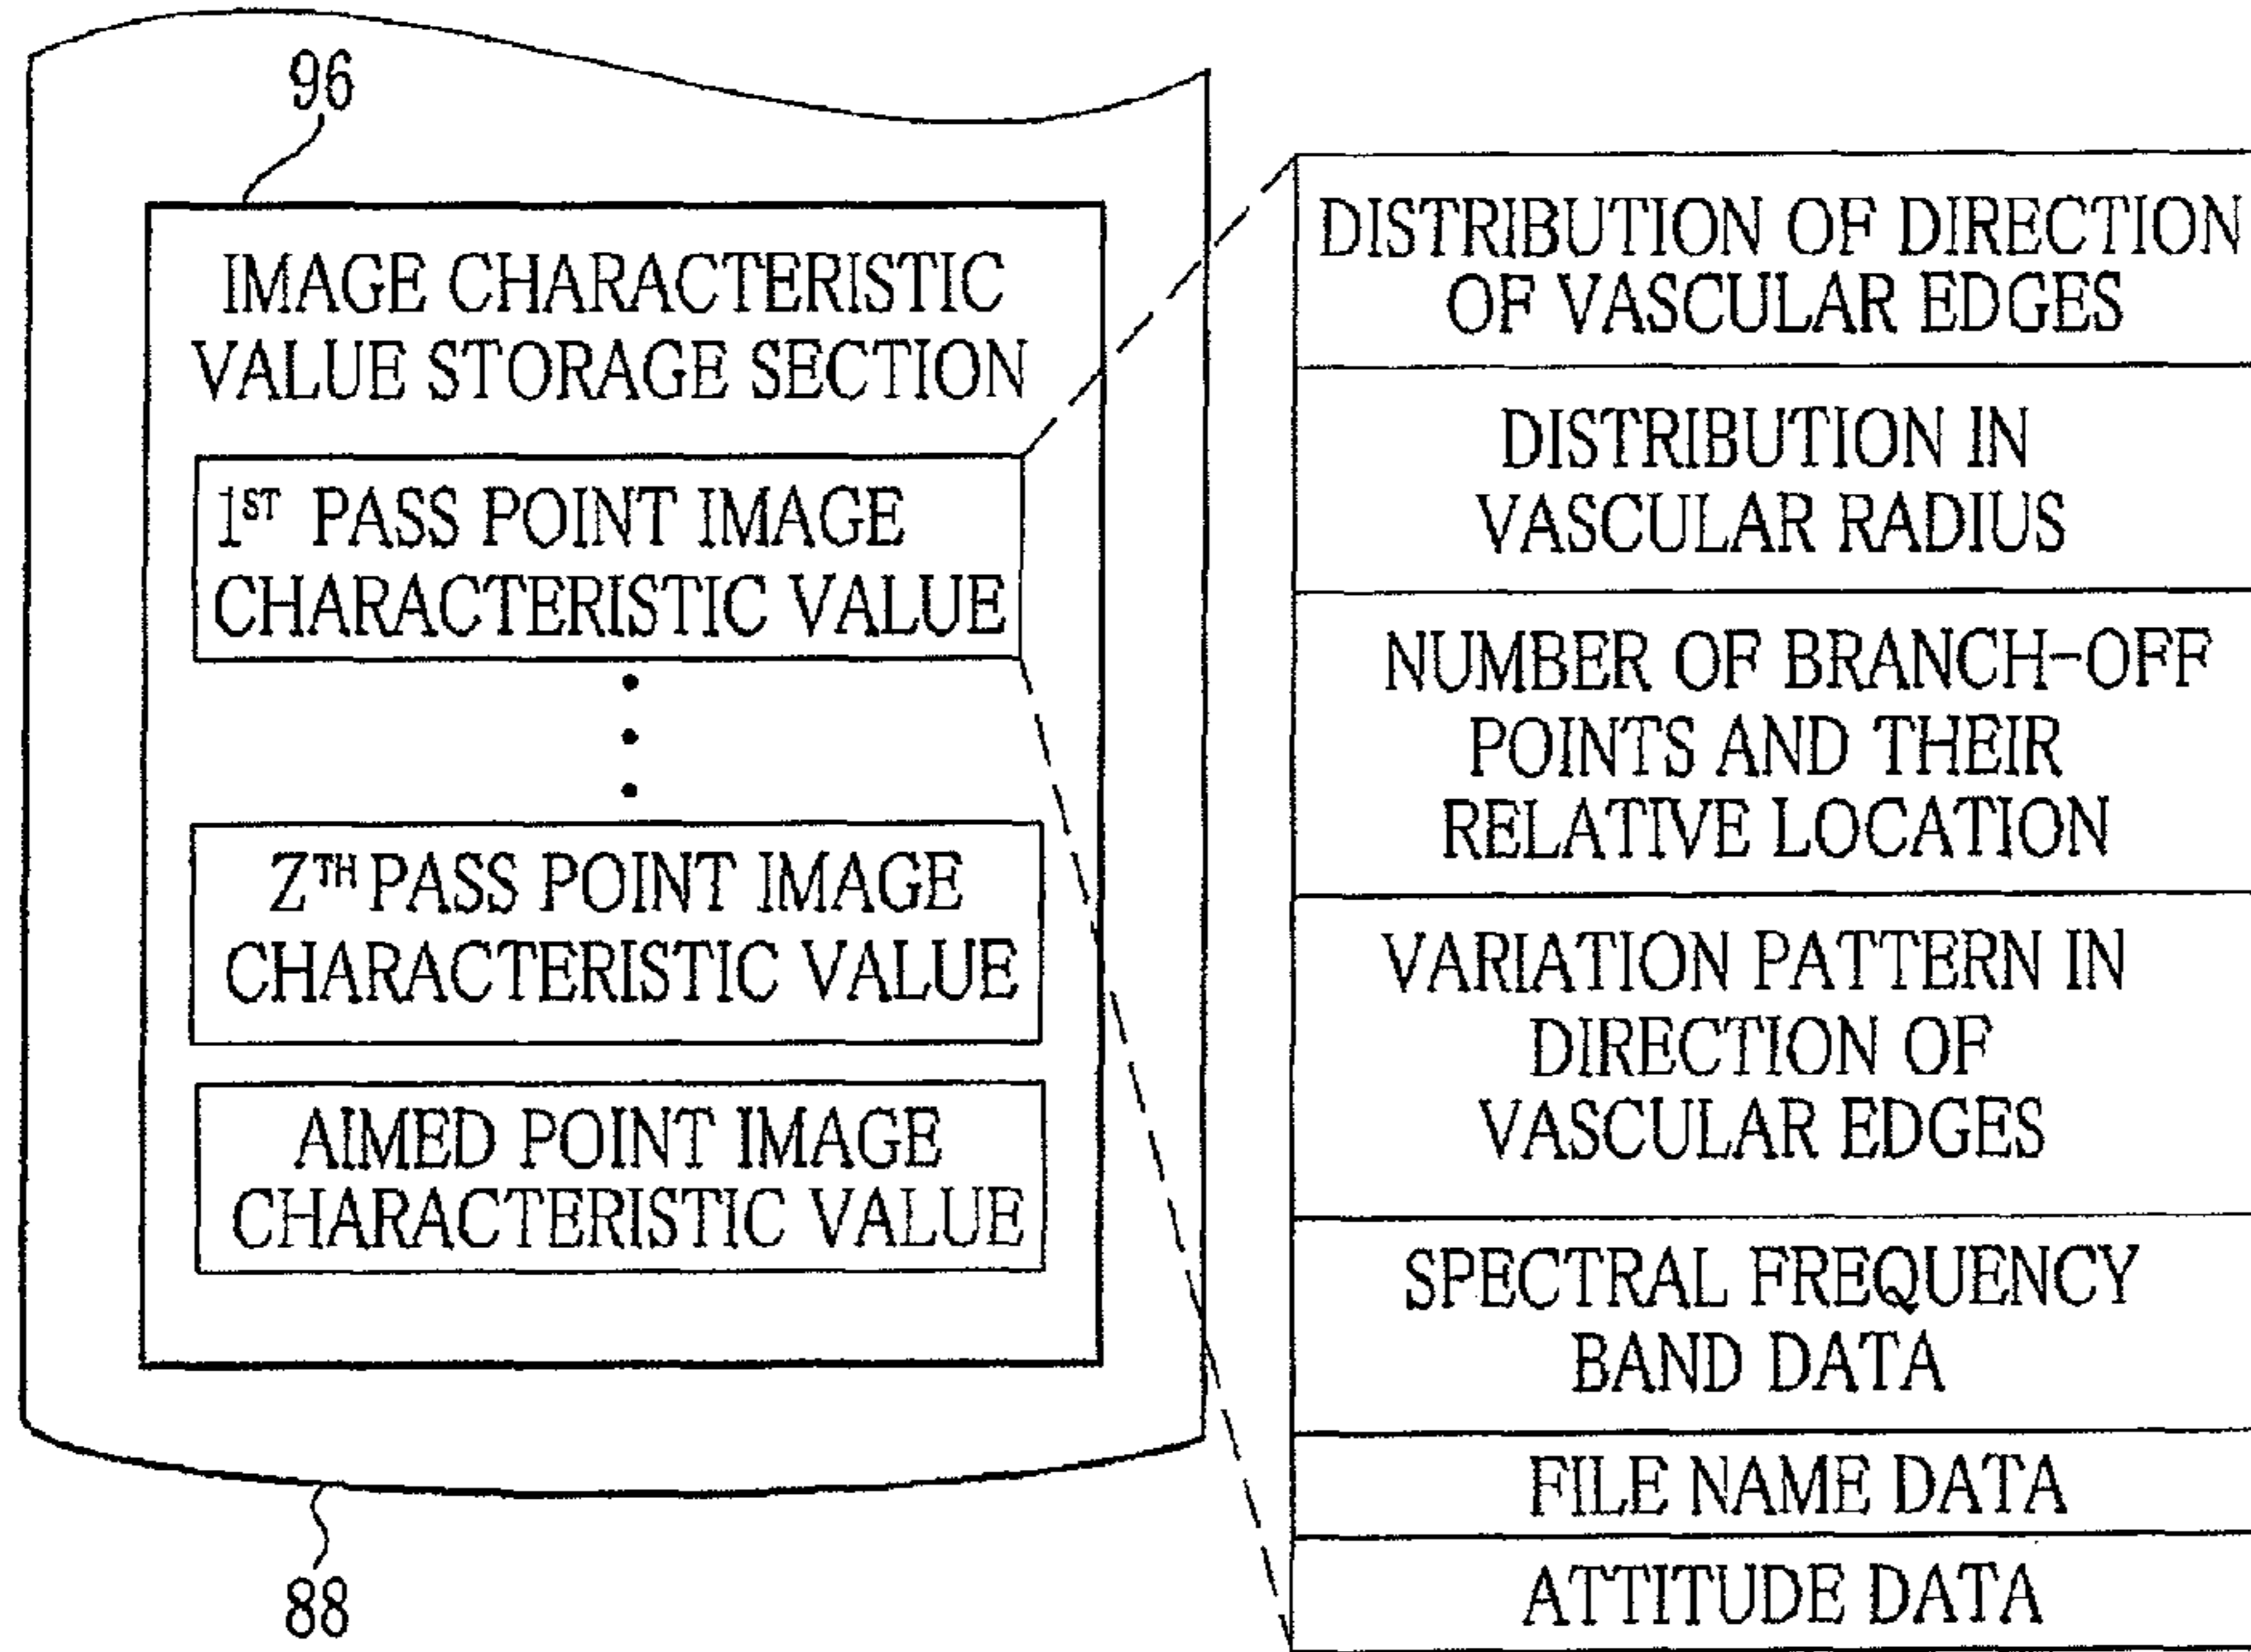 96
IMAGE CHARACTERISTIC
VALUE STORAGE SECTION
1ST PASS POINT IMAGE
CHARACTERISTIC VALUE
ZTH PASS POINT IMAGE
CHARACTERISTIC VALUE
AIMED POINT IMAGE
CHARACTERISTIC VALUE
88
DISTRIBUTION OF DIRECTION
OF VASCULAR EDGES
DISTRIBUTION IN
VASCULAR RADIUS
NUMBER OF BRANCH-OFF
POINTS AND THEIR
RELATIVE LOCATION
VARIATION PATTERN IN
DIRECTION OF
VASCULAR EDGES
SPECTRAL FREQUENCY
BAND DATA
FILE NAME DATA
ATTITUDE DATA